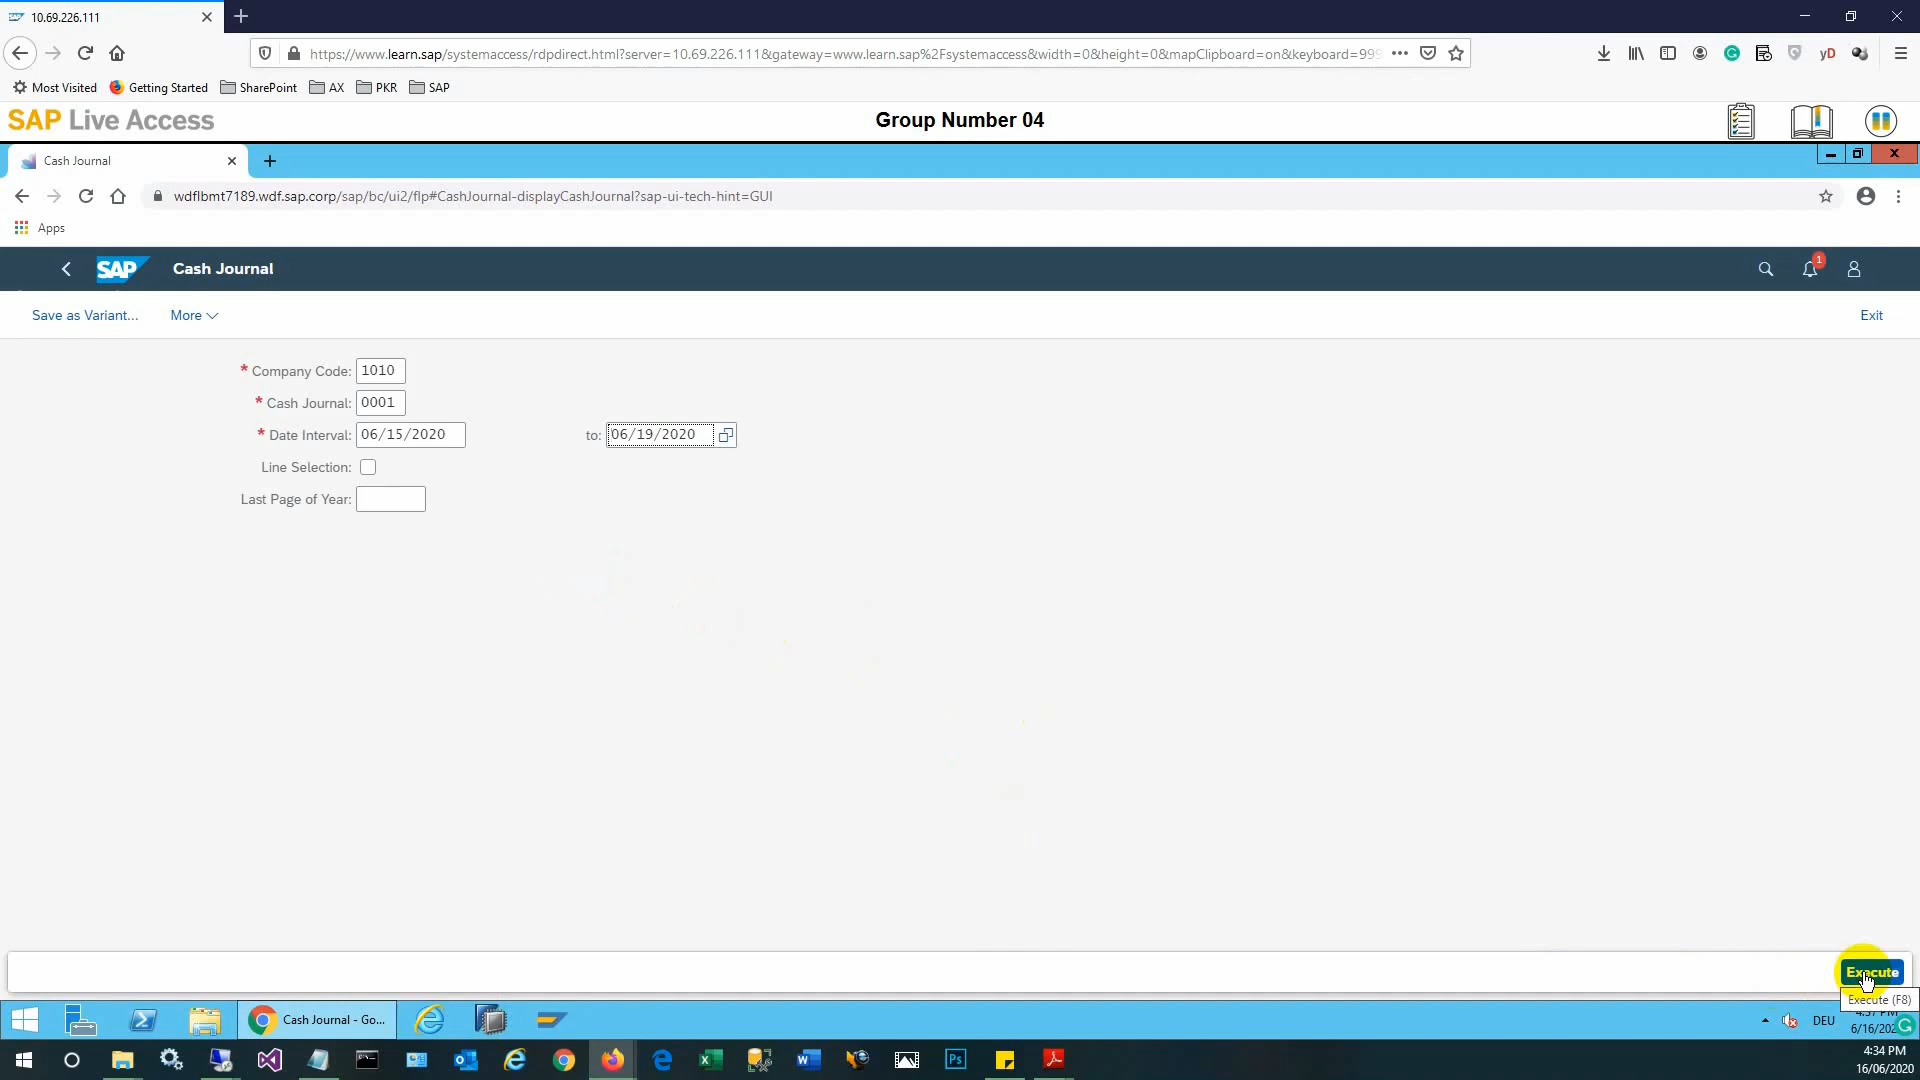 10.69.226.111
https://www.learn.sap/systemaccess/rdpdirect.html?server=10.69.226.111&gateway=www.learn.sap%2Fsystemaccess&width=0&height=0&mapClipboard=on&keyboard=999
Most Visited Getting Started SharePoint AX PKR SAP
SAP Live Access
Group Number 04
Cash Journal
wdflbmt7189.wdf.sap.corp/sap/bc/ui2/flp#CashJournal-displayCashJournal?sap-ui-tech-hint=GUI
Apps
SAP Cash Journal 1
Save as Variant... More Exit
* Company Code: 1010
* Cash Journal: 0001
* Date Interval: 06/15/2020 to: 06/19/2020
Line Selection:
Last Page of Year:
Execute
Execute (F8)
Cash Journal - Go...
DEU
4:34 PM
16/06/2020